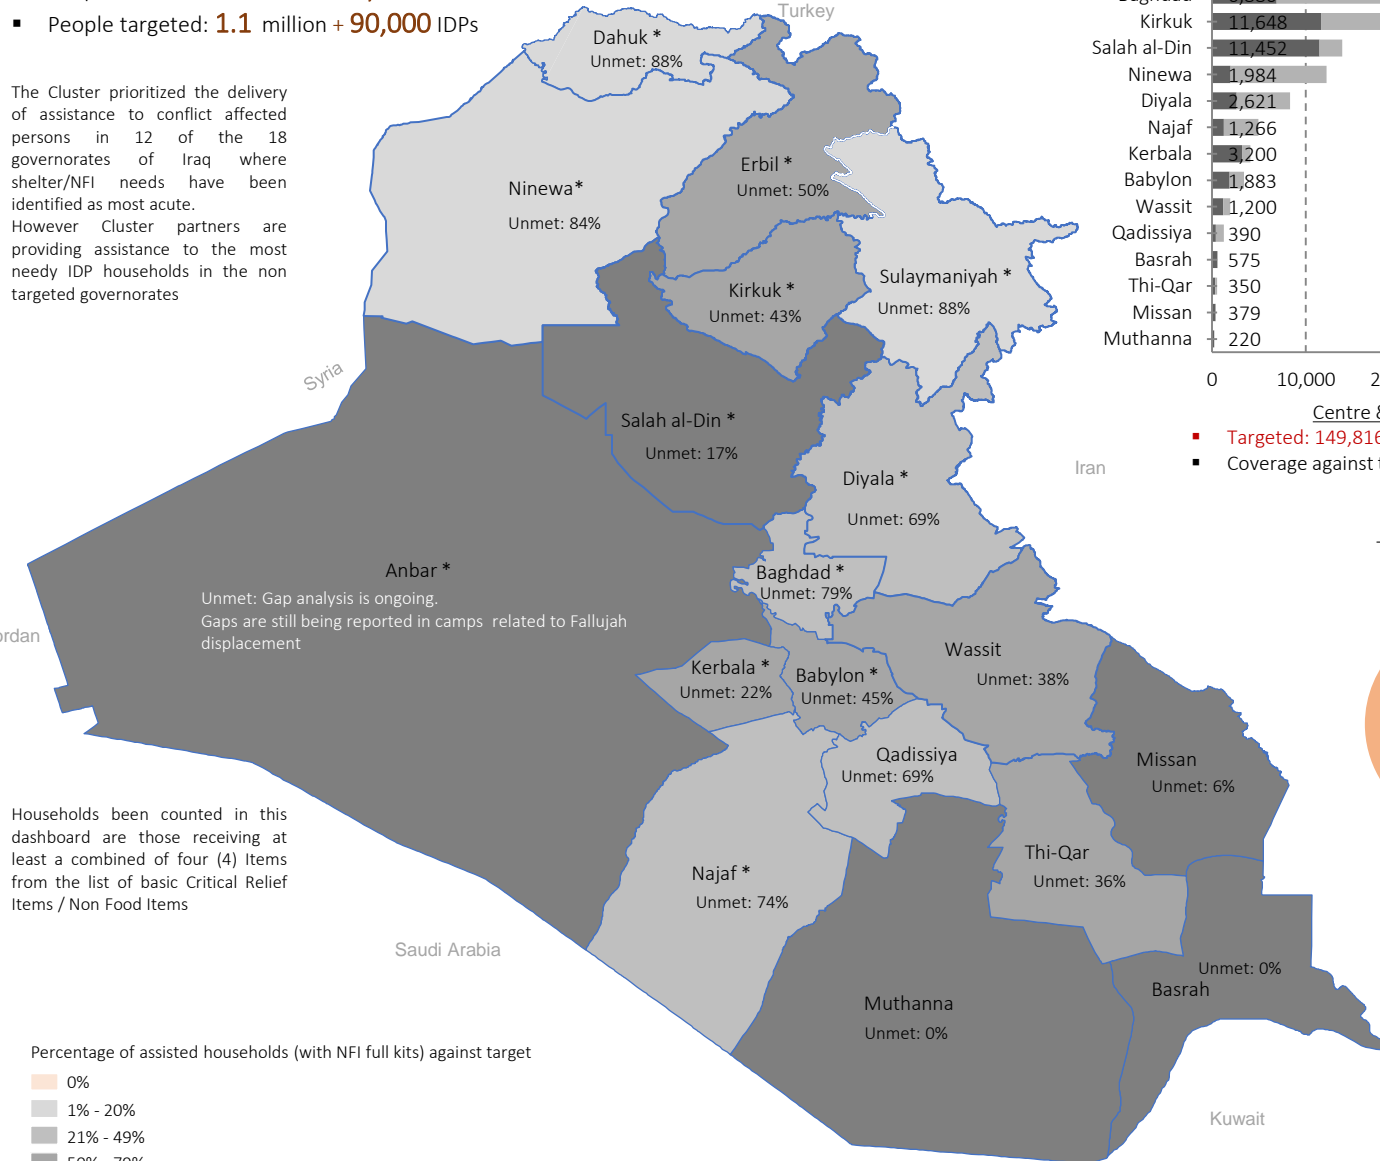 ▪ People targeted: 1.1 million + 90,000 IDPs
The Cluster prioritized the delivery
of assistance to conflict affected
persons in 12 of the 18
governorates of Iraq where
shelter/NFI needs have been
identified as most acute.
However Cluster partners are
providing assistance to the most
needy IDP households in the non
targeted governorates
Turkey
Dahuk *
Unmet: 88%
Ninewa*
Unmet: 84%
Erbil *
Unmet: 50%
Kirkuk *
Unmet: 43%
Sulaymaniyah *
Unmet: 88%
Syria
Salah al-Din *
Unmet: 17%
Diyala *
Unmet: 69%
Iran
Anbar *
Unmet: Gap analysis is ongoing.
Gaps are still being reported in camps related to Fallujah
displacement
Baghdad *
Unmet: 79%
Kerbala *
Unmet: 22%
Babylon *
Unmet: 45%
Wassit
Unmet: 38%
Qadissiya
Unmet: 69%
Missan
Unmet: 6%
Thi-Qar
Unmet: 36%
Najaf *
Unmet: 74%
Muthanna
Unmet: 0%
Unmet: 0%
Basrah
Saudi Arabia
Kuwait
Kirkuk 11,648
Salah al-Din 11,452
Ninewa 1,984
Diyala 2,621
Najaf 1,266
Kerbala 3,200
Babylon 1,883
Wassit 1,200
Qadissiya 390
Basrah 575
Thi-Qar 350
Missan 379
Muthanna 220
0 10,000
Centre &
▪ Targeted: 149,816
▪ Coverage against
Households been counted in this
dashboard are those receiving at
least a combined of four (4) Items
from the list of basic Critical Relief
Items / Non Food Items
Percentage of assisted households (with NFI full kits) against target
0%
1% - 20%
21% - 49%